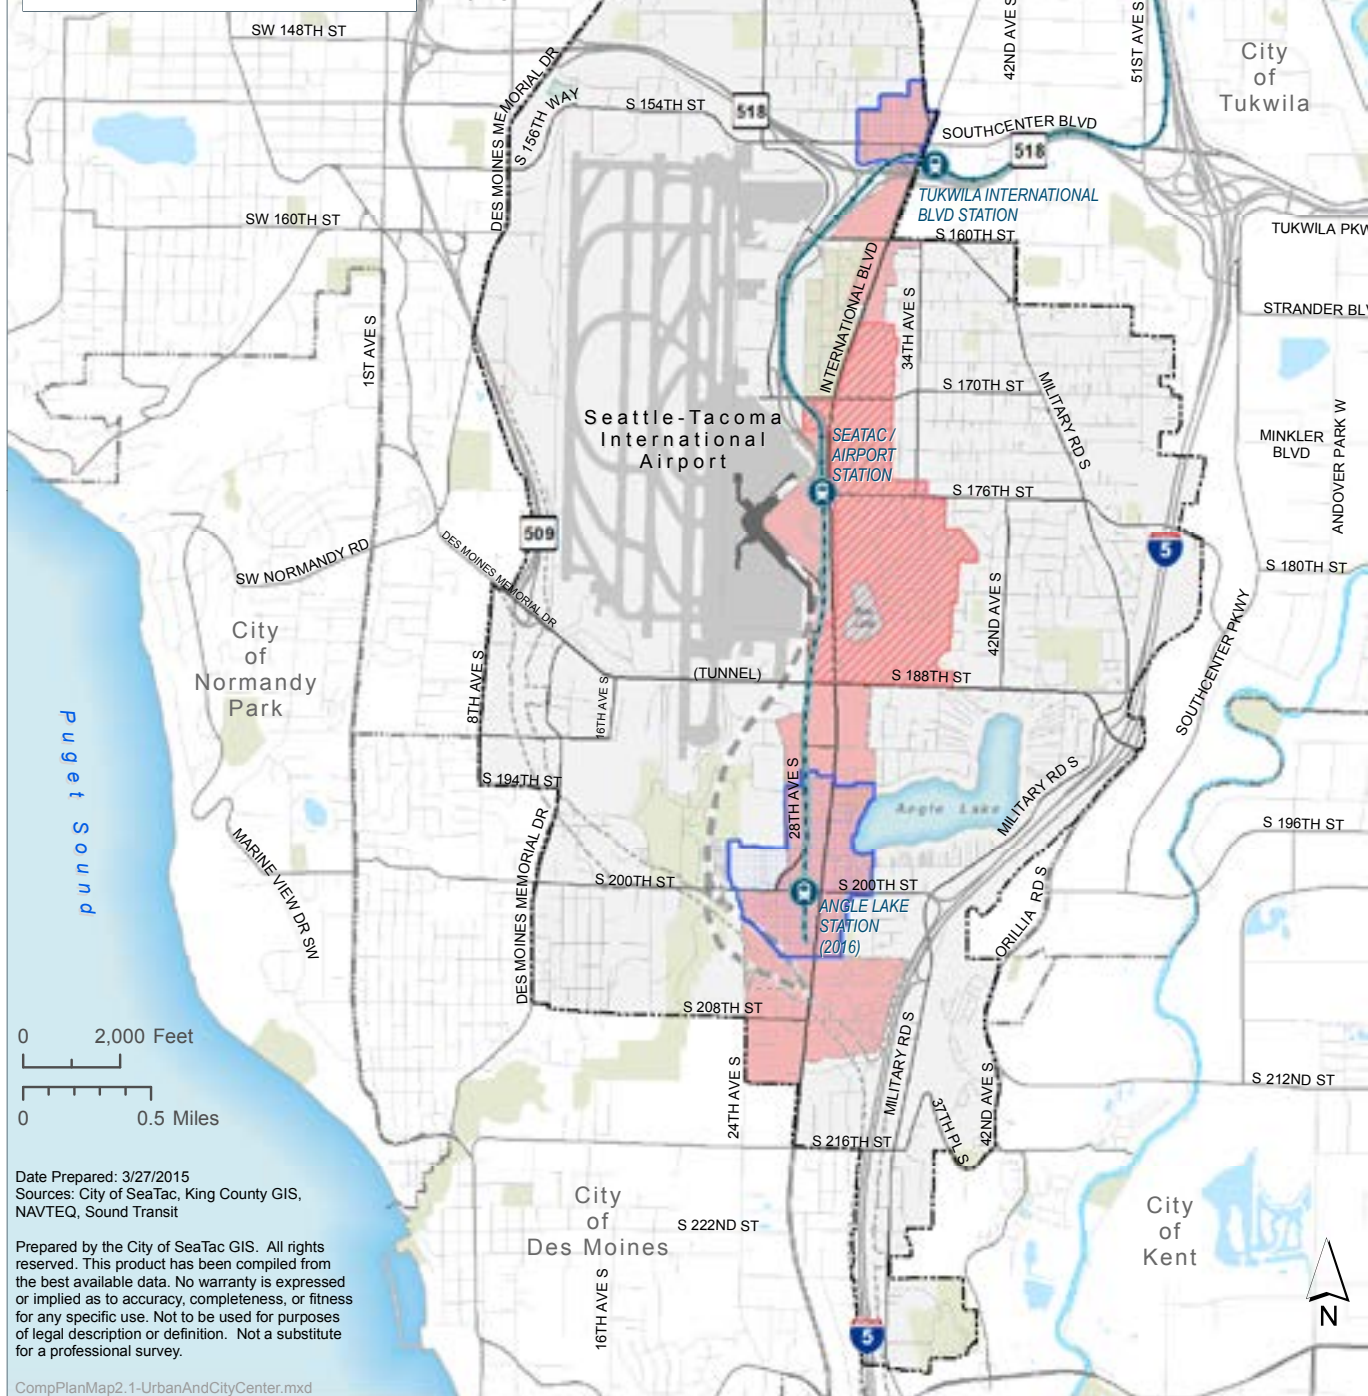 SW 148TH ST
DES MOINES MEMORIAL DR
S 156TH WAY
S 154TH ST
518
42ND AVE S
51ST AVE S
City
of
Tukwila
SOUTHCENTER BLVD
518
TUKWILA INTERNATIONAL
BLVD STATION
SW 160TH ST
S 160TH ST
TUKWILA PKW
STRANDER BLV
1ST AVE S
INTERNATIONAL BLVD
34TH AVE S
S 170TH ST
MILITARY RD S
Seattle-Tacoma
International
Airport
SEATAC /
AIRPORT
STATION
MINKLER
BLVD
ANDOVER PARK W
S 176TH ST
509
5
SW NORMANDY RD
DES MOINES MEMORIAL DR
S 180TH ST
42ND AVE S
SOUTHCENTER PKWY
City
of
Normandy
Park
8TH AVE S
16TH AVE S
(TUNNEL)
S 188TH ST
Puget Sound
S 194TH ST
28TH AVE S
Angle Lake
MILITARY RD S
S 196TH ST
MARINE VIEW DR SW
DES MOINES MEMORIAL DR
S 200TH ST
S 200TH ST
ANGLE LAKE
STATION
(2016)
ORILLIA RD S
S 208TH ST
0 2,000 Feet
0 0.5 Miles
24TH AVE S
MILITARY RD S
37TH PL S
42ND AVE S
S 212ND ST
S 216TH ST
Date Prepared: 3/27/2015
Sources: City of SeaTac, King County GIS,
NAVTEQ, Sound Transit
City
of
Des Moines
S 222ND ST
16TH AVE S
City
of
Kent
Prepared by the City of SeaTac GIS. All rights
reserved. This product has been compiled from
the best available data. No warranty is expressed
or implied as to accuracy, completeness, or fitness
for any specific use. Not to be used for purposes
of legal description or definition. Not a substitute
for a professional survey.
5
N
CompPlanMap2.1-UrbanAndCityCenter.mxd